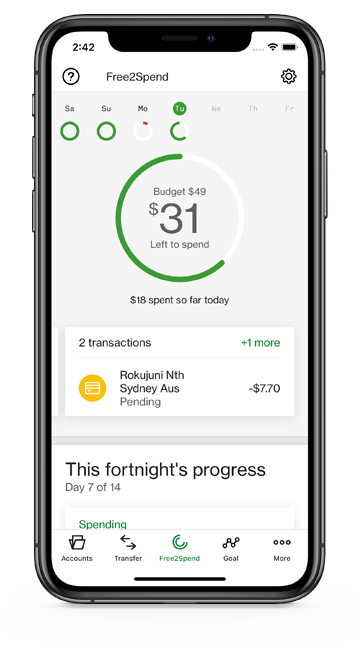 2:42
Free2Spend
Sa Su Mo Tu We Th Fr
Budget $49
$31
Left to spend
$18 spent so far today
2 transactions +1 more
Rokujuni Nth
Sydney Aus -$7.70
Pending
This fortnight's progress
Day 7 of 14
Spending
Accounts Transfer Free2Spend Goal More